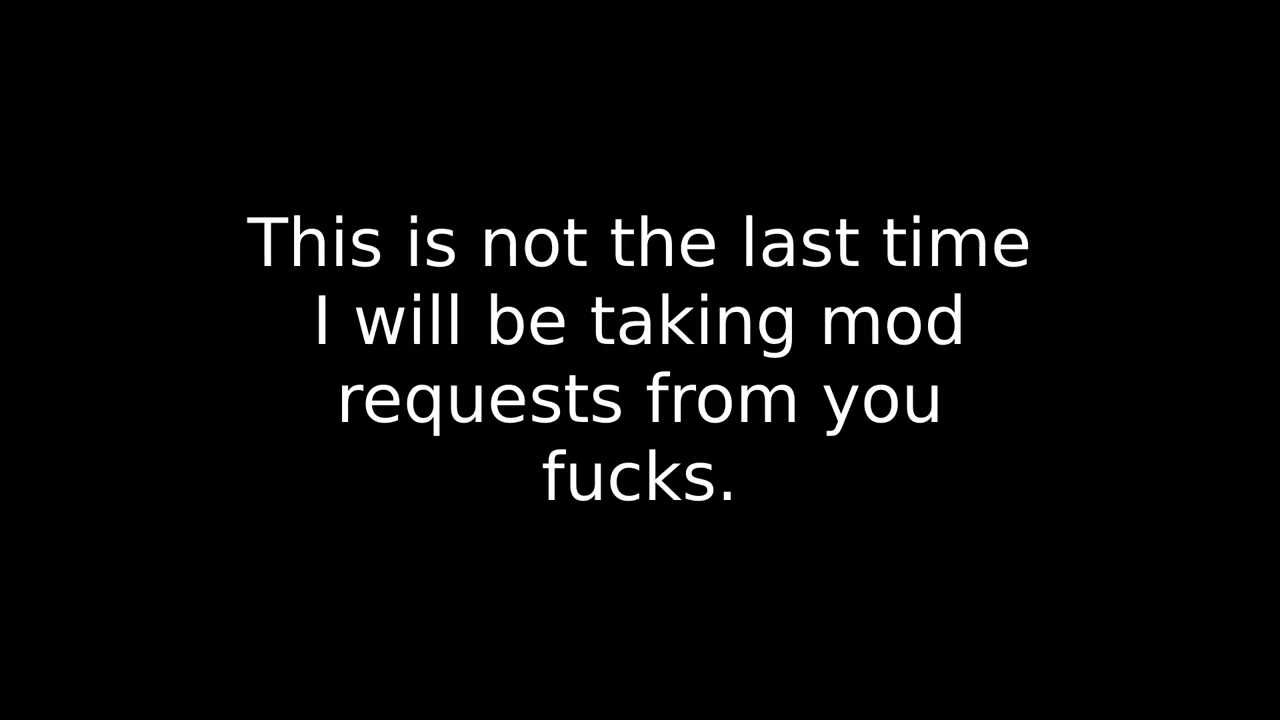 This is not the last time
I will be taking mod
requests from you
fucks.